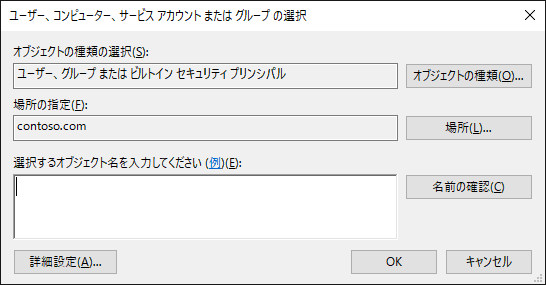 ユーザー、コンピューター、サービス アカウント または グループ の選択
オブジェクトの種類の選択(S):
ユーザー、グループ または ビルトイン セキュリティ プリンシパル
オブジェクトの種類(O)...
場所の指定(F):
contoso.com
場所(L)...
選択するオブジェクト名を入力してください (例)(E):
名前の確認(C)
詳細設定(A)...
OK
キャンセル